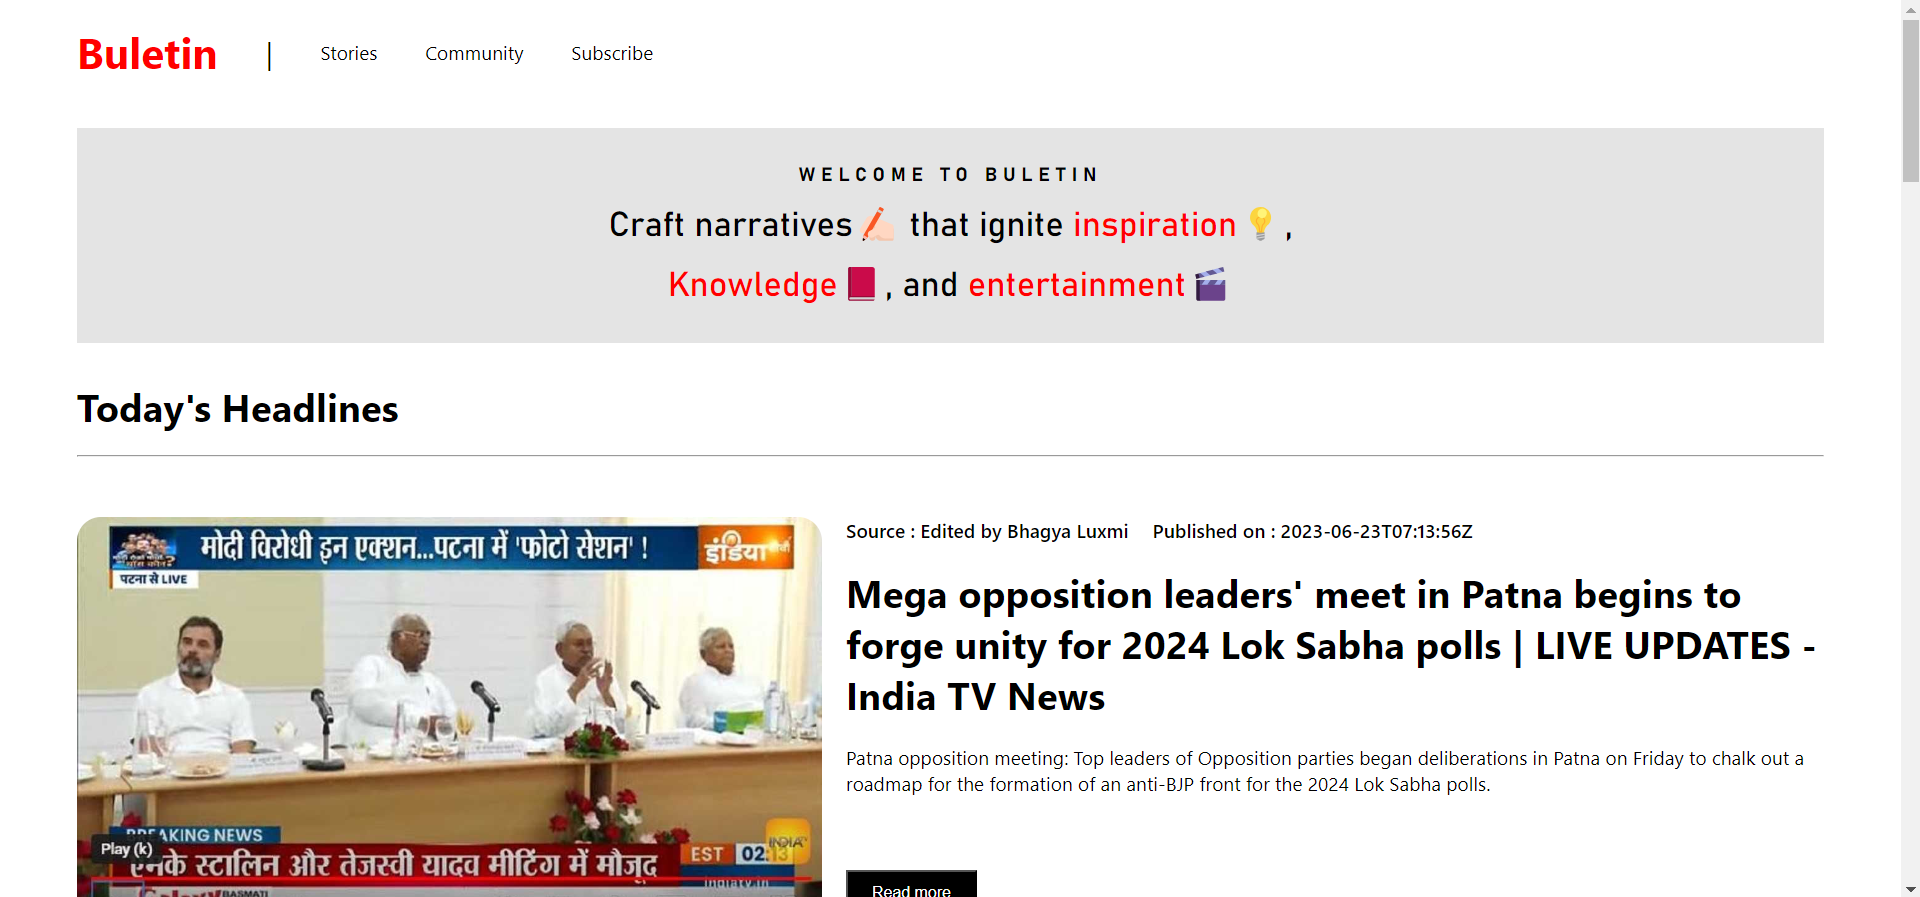 Buletin | Stories Community Subscribe
WELCOME TO BULETIN
Craft narratives✍🏻 that ignite inspiration💡,
Knowledge📕, and entertainment🎬
Today's Headlines
मोदी विरोधी इन एक्शन...पटना में 'फोटो सेशन' !
इंडिया टीवी
पटना से LIVE
BREAKING NEWS
Play (k)
एमके स्टालिन और तेजस्वी यादव मीटिंग में मौजूद
EST 02:13
INDIA
indiatv.in
BASMATI
Source : Edited by Bhagya Luxmi Published on : 2023-06-23T07:13:56Z
Mega opposition leaders' meet in Patna begins to
forge unity for 2024 Lok Sabha polls | LIVE UPDATES -
India TV News
Patna opposition meeting: Top leaders of Opposition parties began deliberations in Patna on Friday to chalk out a
roadmap for the formation of an anti-BJP front for the 2024 Lok Sabha polls.
Read more